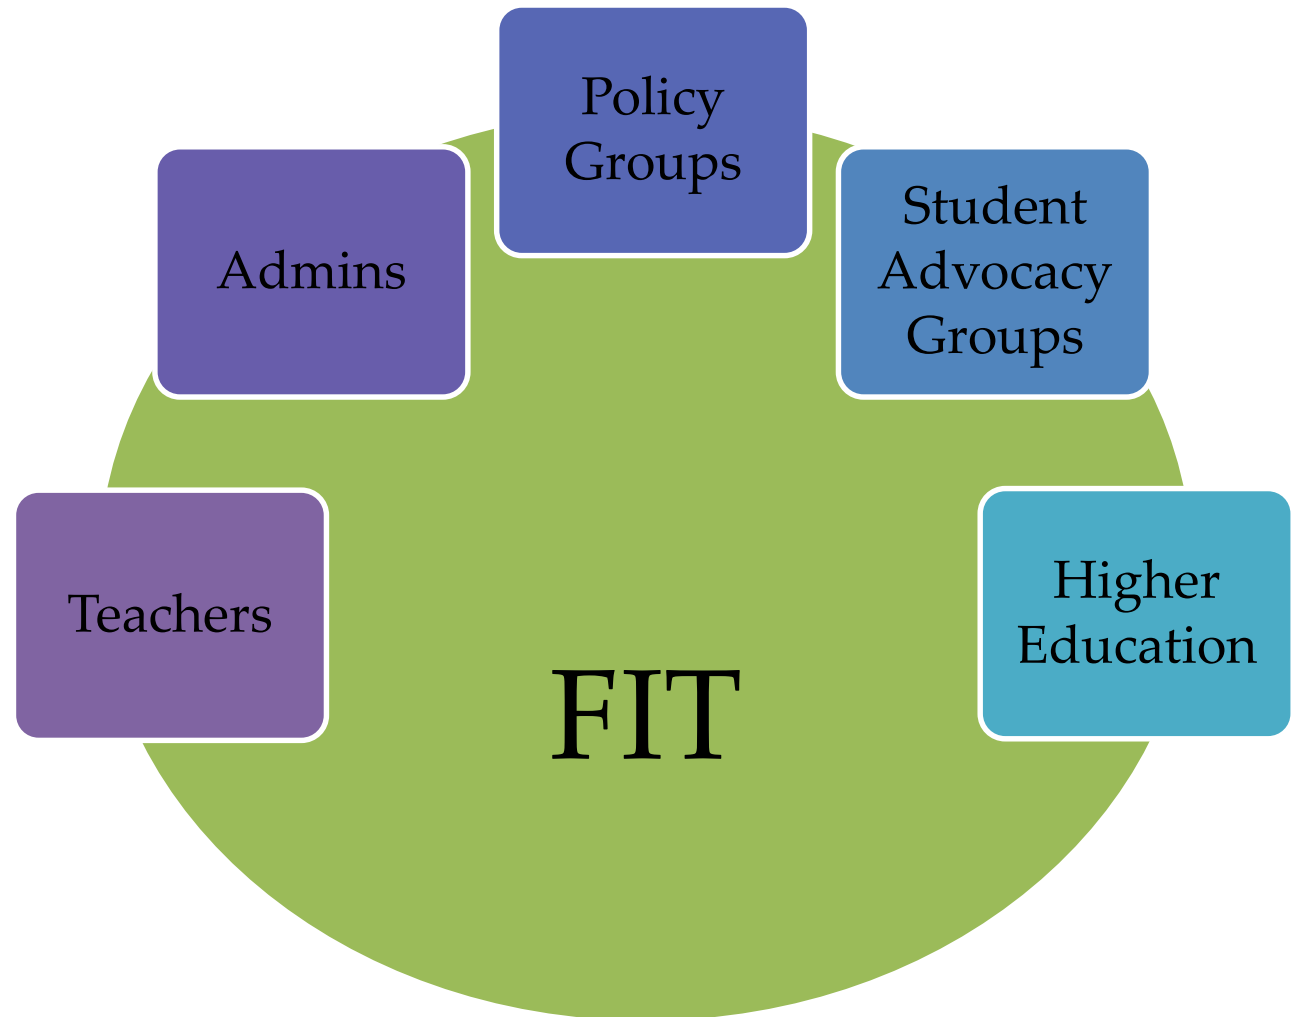 Policy
Groups
Admins
Student
Advocacy
Groups
Teachers
Higher
Education
FIT